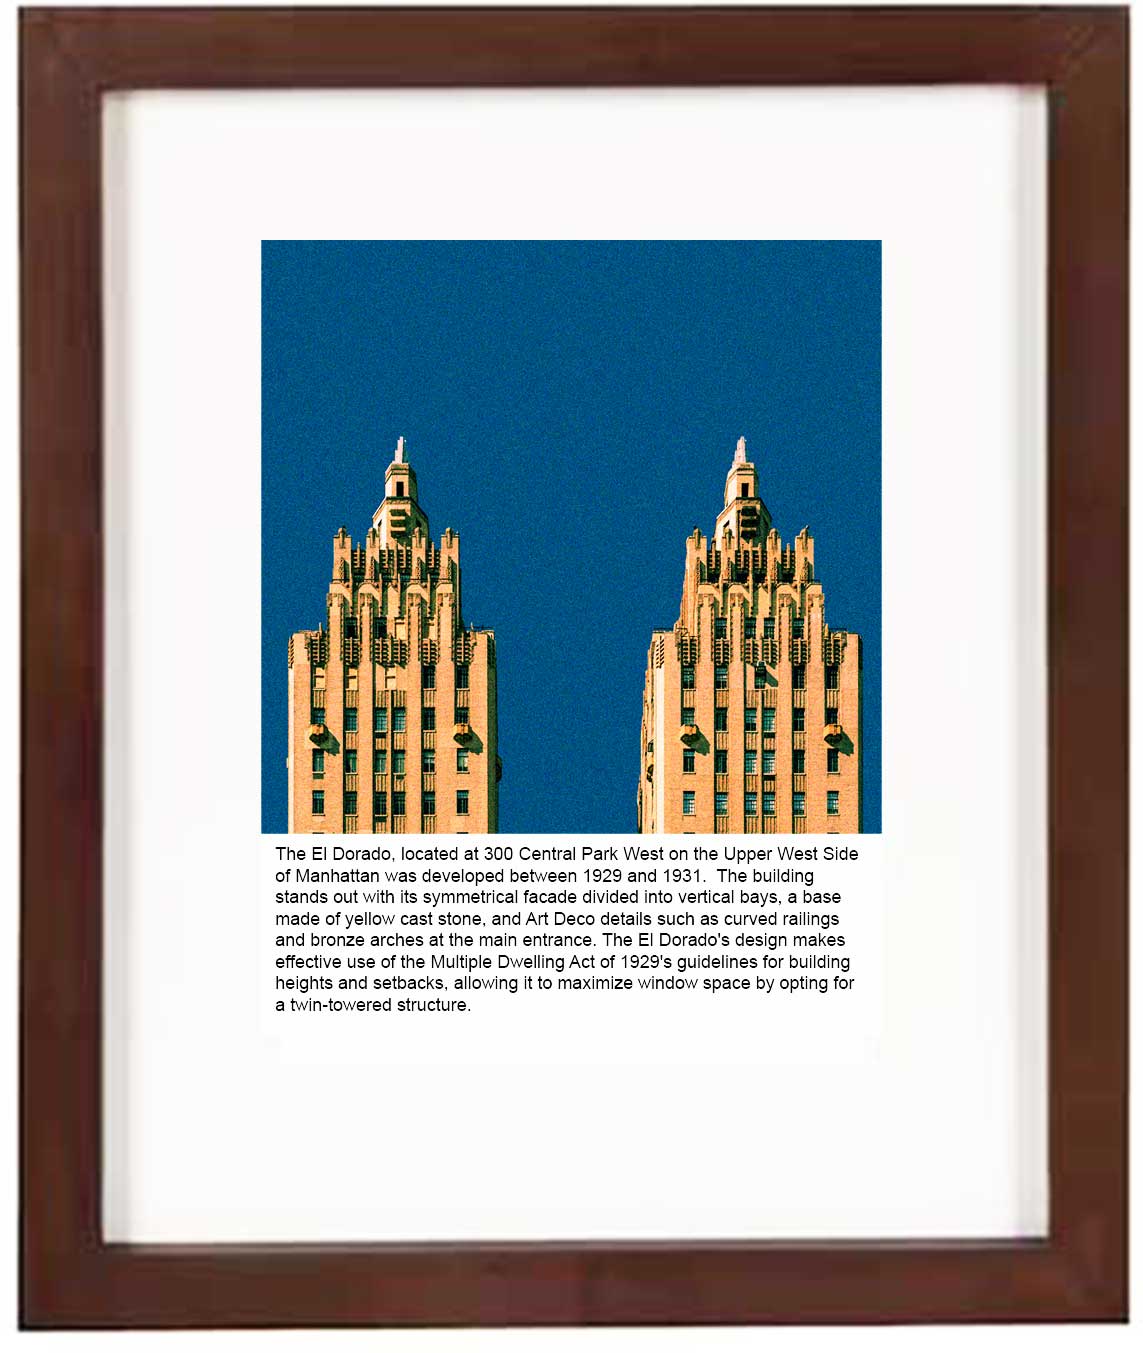 The El Dorado, located at 300 Central Park West on the Upper West Side
of Manhattan was developed between 1929 and 1931.  The building
stands out with its symmetrical facade divided into vertical bays, a base
made of yellow cast stone, and Art Deco details such as curved railings
and bronze arches at the main entrance. The El Dorado's design makes
effective use of the Multiple Dwelling Act of 1929's guidelines for building
heights and setbacks, allowing it to maximize window space by opting for
a twin-towered structure.